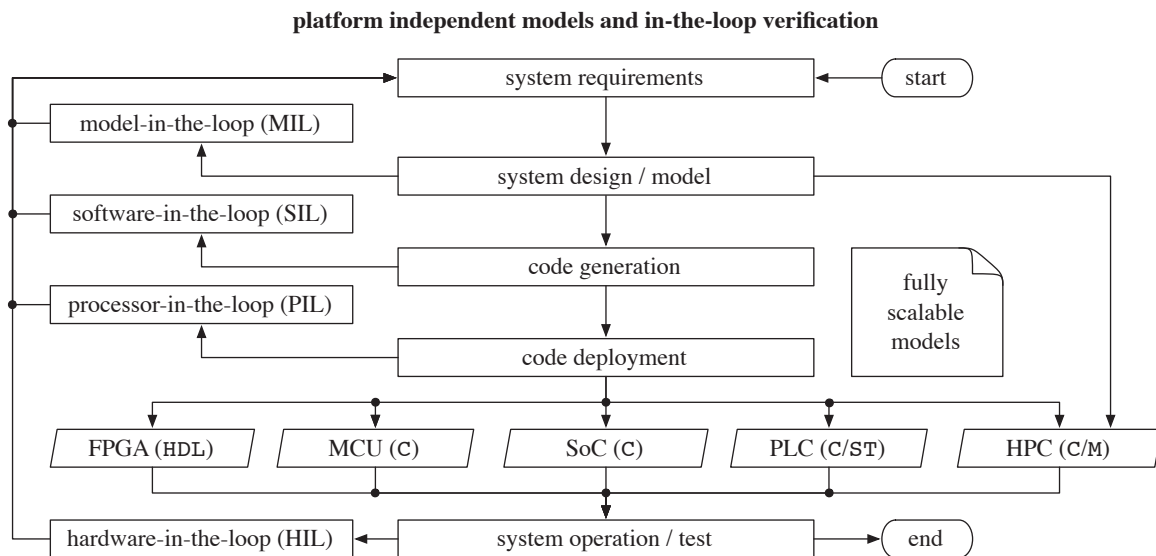 platform independent models and in-the-loop verification
system requirements
start
model-in-the-loop (MIL)
system design / model
software-in-the-loop (SIL)
code generation
fully
scalable
models
processor-in-the-loop (PIL)
code deployment
FPGA (HDL)
MCU (C)
SoC (C)
PLC (C/ST)
HPC (C/M)
hardware-in-the-loop (HIL)
system operation / test
end